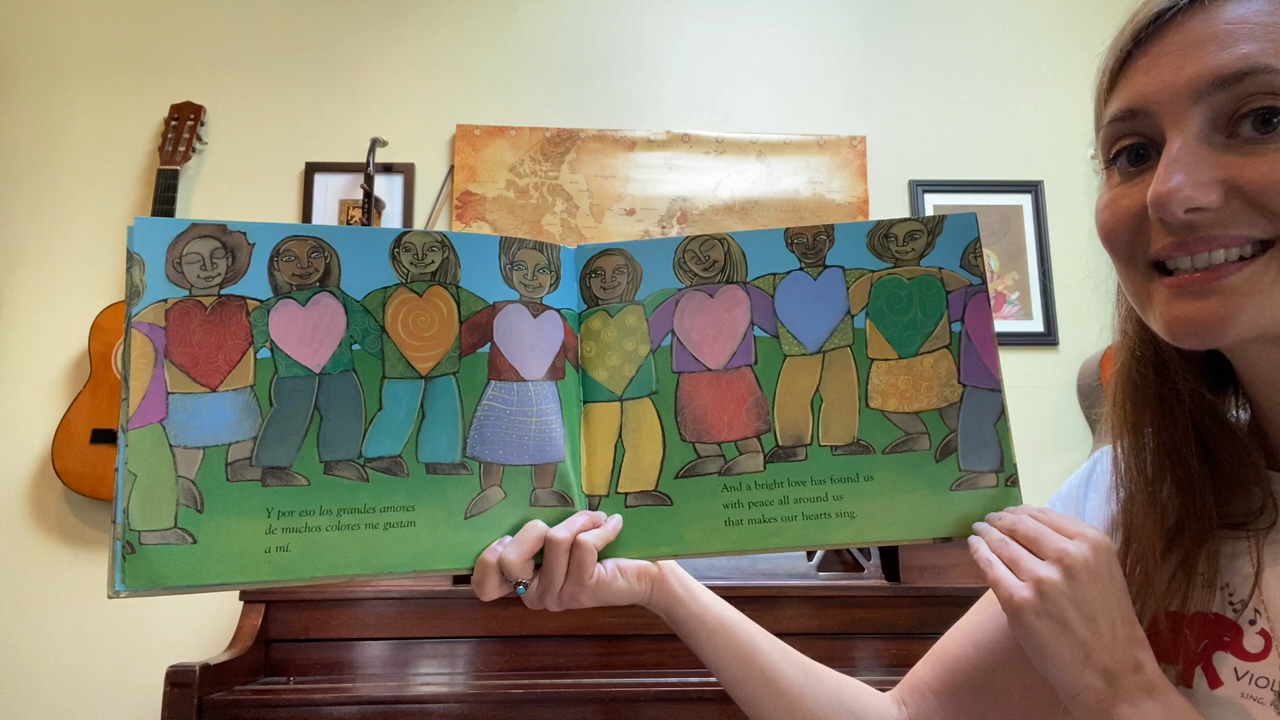 Y por eso los grandes amores
de muchos colores me gustan
a mí.
And a bright love has found us
with peace all around us
that makes our hearts sing.